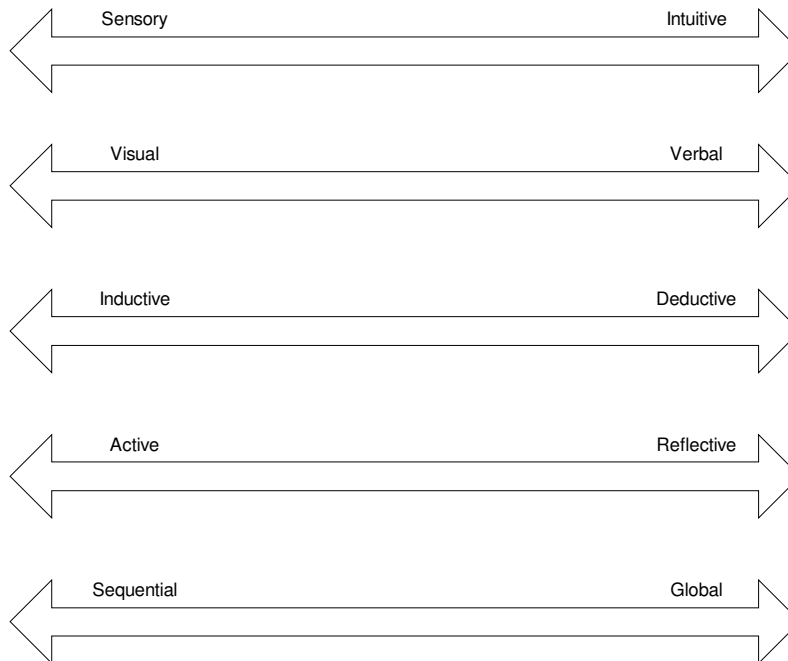 Sensory Intuitive
Visual Verbal
Inductive Deductive
Active Reflective
Sequential Global